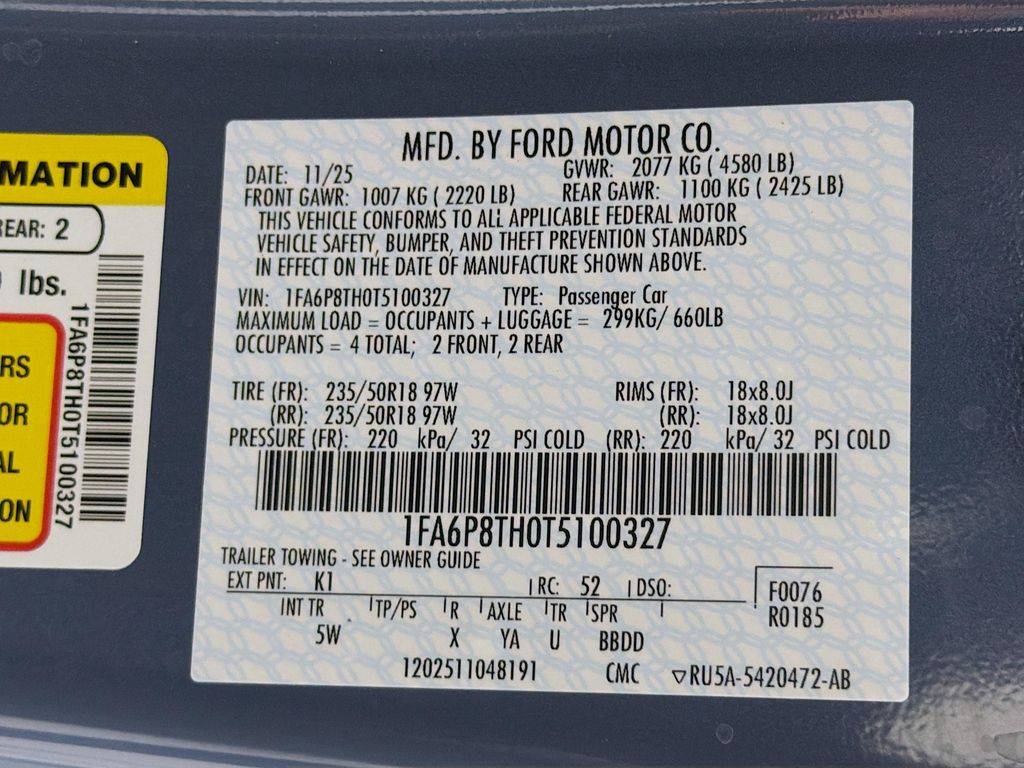 MATION
REAR: 2
lbs.
RS
OR
AL
ON
1FA6P8TH0T5100327
MFD. BY FORD MOTOR CO.
DATE: 11/25 GVWR: 2077 KG ( 4580 LB)
FRONT GAWR: 1007 KG ( 2220 LB) REAR GAWR: 1100 KG ( 2425 LB)
THIS VEHICLE CONFORMS TO ALL APPLICABLE FEDERAL MOTOR
VEHICLE SAFETY, BUMPER, AND THEFT PREVENTION STANDARDS
IN EFFECT ON THE DATE OF MANUFACTURE SHOWN ABOVE.
VIN: 1FA6P8TH0T5100327 TYPE: Passenger Car
MAXIMUM LOAD = OCCUPANTS + LUGGAGE = 299KG/ 660LB
OCCUPANTS = 4 TOTAL; 2 FRONT, 2 REAR
TIRE (FR): 235/50R18 97W RIMS (FR): 18x8.0J
(RR): 235/50R18 97W (RR): 18x8.0J
PRESSURE (FR): 220 kPa/ 32 PSI COLD (RR): 220 kPa/ 32 PSI COLD
1FA6P8TH0T5100327
TRAILER TOWING - SEE OWNER GUIDE
EXT PNT: K1 RC: 52 DSO: F0076
INT TR TP/PS R AXLE TR SPR R0185
5W X YA U BBDD
1202511048191 CMC ▽RU5A-5420472-AB